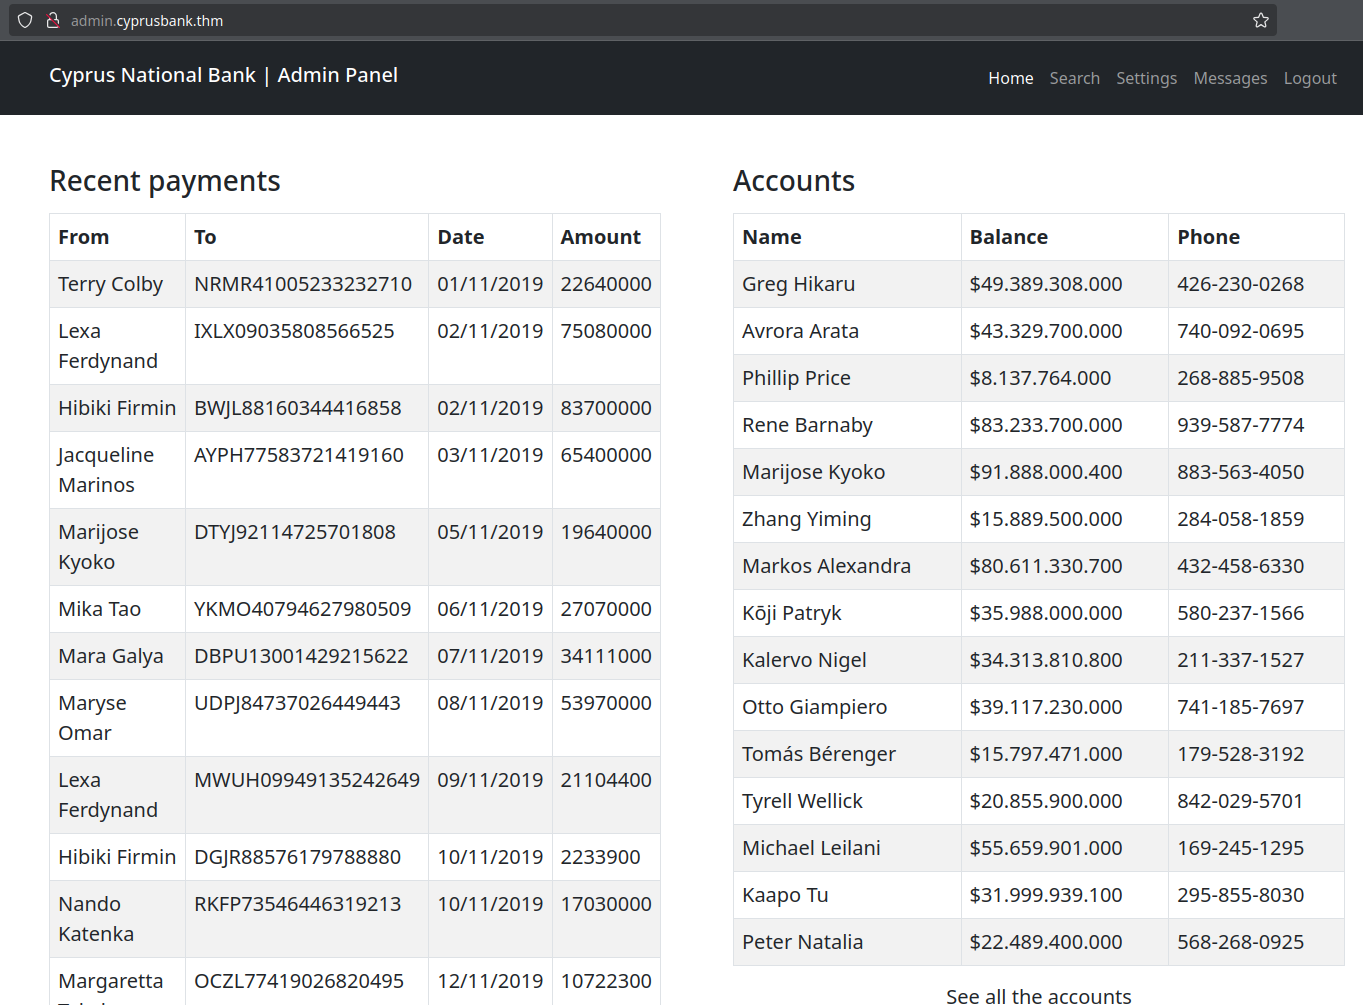 admin.cyprusbank.thm
Cyprus National Bank | Admin Panel
Home Search Settings Messages Logout
Recent payments
From To Date Amount
Terry Colby NRMR41005233232710 01/11/2019 22640000
Lexa Ferdynand IXLX09035808566525 02/11/2019 75080000
Hibiki Firmin BWJL88160344416858 02/11/2019 83700000
Jacqueline Marinos AYPH77583721419160 03/11/2019 65400000
Marijose Kyoko DTYJ92114725701808 05/11/2019 19640000
Mika Tao YKMO40794627980509 06/11/2019 27070000
Mara Galya DBPU13001429215622 07/11/2019 34111000
Maryse Omar UDPJ84737026449443 08/11/2019 53970000
Lexa Ferdynand MWUH09949135242649 09/11/2019 21104400
Hibiki Firmin DGJR88576179788880 10/11/2019 2233900
Nando Katenka RKFP73546446319213 10/11/2019 17030000
Margaretta OCZL77419026820495 12/11/2019 10722300
Accounts
Name Balance Phone
Greg Hikaru $49.389.308.000 426-230-0268
Avrora Arata $43.329.700.000 740-092-0695
Phillip Price $8.137.764.000 268-885-9508
Rene Barnaby $83.233.700.000 939-587-7774
Marijose Kyoko $91.888.000.400 883-563-4050
Zhang Yiming $15.889.500.000 284-058-1859
Markos Alexandra $80.611.330.700 432-458-6330
Kōji Patryk $35.988.000.000 580-237-1566
Kalervo Nigel $34.313.810.800 211-337-1527
Otto Giampiero $39.117.230.000 741-185-7697
Tomás Bérenger $15.797.471.000 179-528-3192
Tyrell Wellick $20.855.900.000 842-029-5701
Michael Leilani $55.659.901.000 169-245-1295
Kaapo Tu $31.999.939.100 295-855-8030
Peter Natalia $22.489.400.000 568-268-0925
See all the accounts